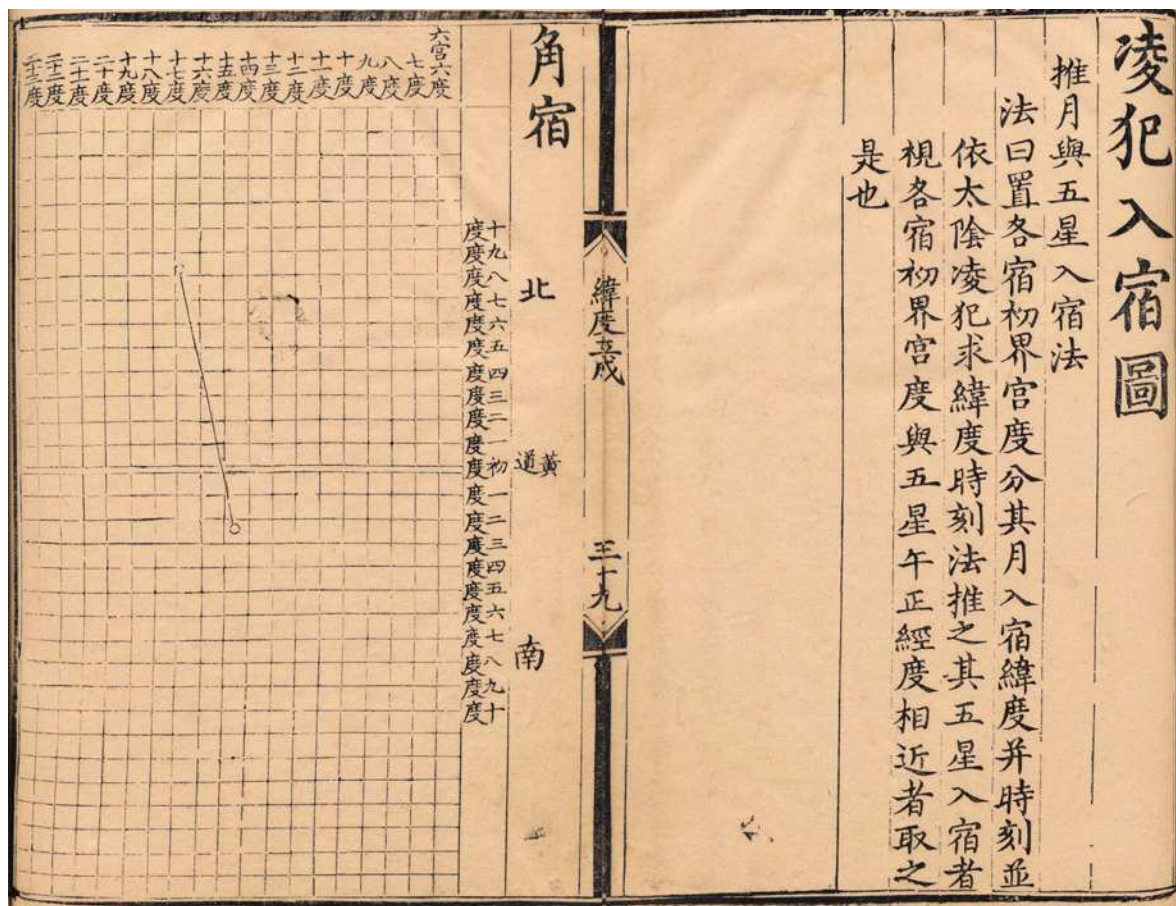 凌犯入宿圖
推月與五星入宿法
法曰置各宿初界宮度分其月入宿緯度并時刻並
依太陰凌犯求緯度時刻法推之其五星入宿者
視各宿初界宮度與五星午正經度相近者取之
是也
緯度立成
三十九
角宿
北
黃道
南
十度
九度
八度
七度
六度
五度
四度
三度
二度
一度
初度
一度
二度
三度
四度
五度
六度
七度
八度
九度
十度
六宮六度
七度
八度
九度
十度
十一度
十二度
十三度
十四度
十五度
十六度
十七度
十八度
十九度
二十度
二十一度
二十二度
二十三度